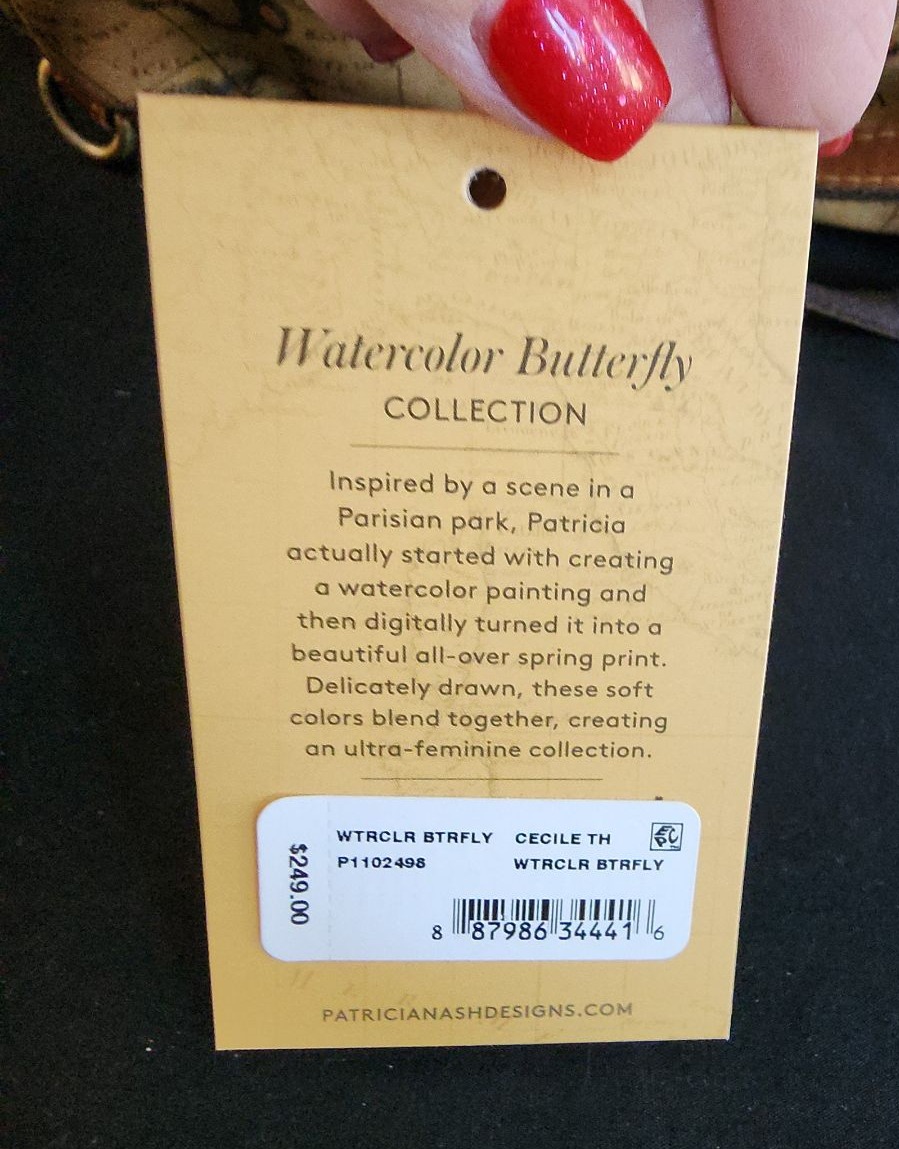 Watercolor Butterfly
COLLECTION
Inspired by a scene in a
Parisian park, Patricia
actually started with creating
a watercolor painting and
then digitally turned it into a
beautiful all-over spring print.
Delicately drawn, these soft
colors blend together, creating
an ultra-feminine collection.
$249.00
WTRCLR BTRFLY CECILE TH
P1102498 WTRCLR BTRFLY
8 87986 34441 6
PATRICIANASHDESIGNS.COM